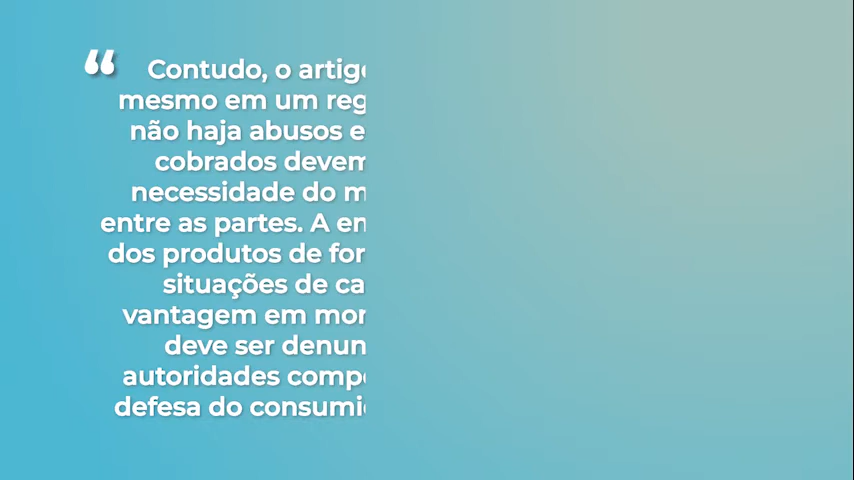 “ Contudo, o artig
mesmo em um reg
não haja abusos e
cobrados devem
necessidade do m
entre as partes. A en
dos produtos de for
situações de ca
vantagem em mor
deve ser denun
autoridades comp
defesa do consumi